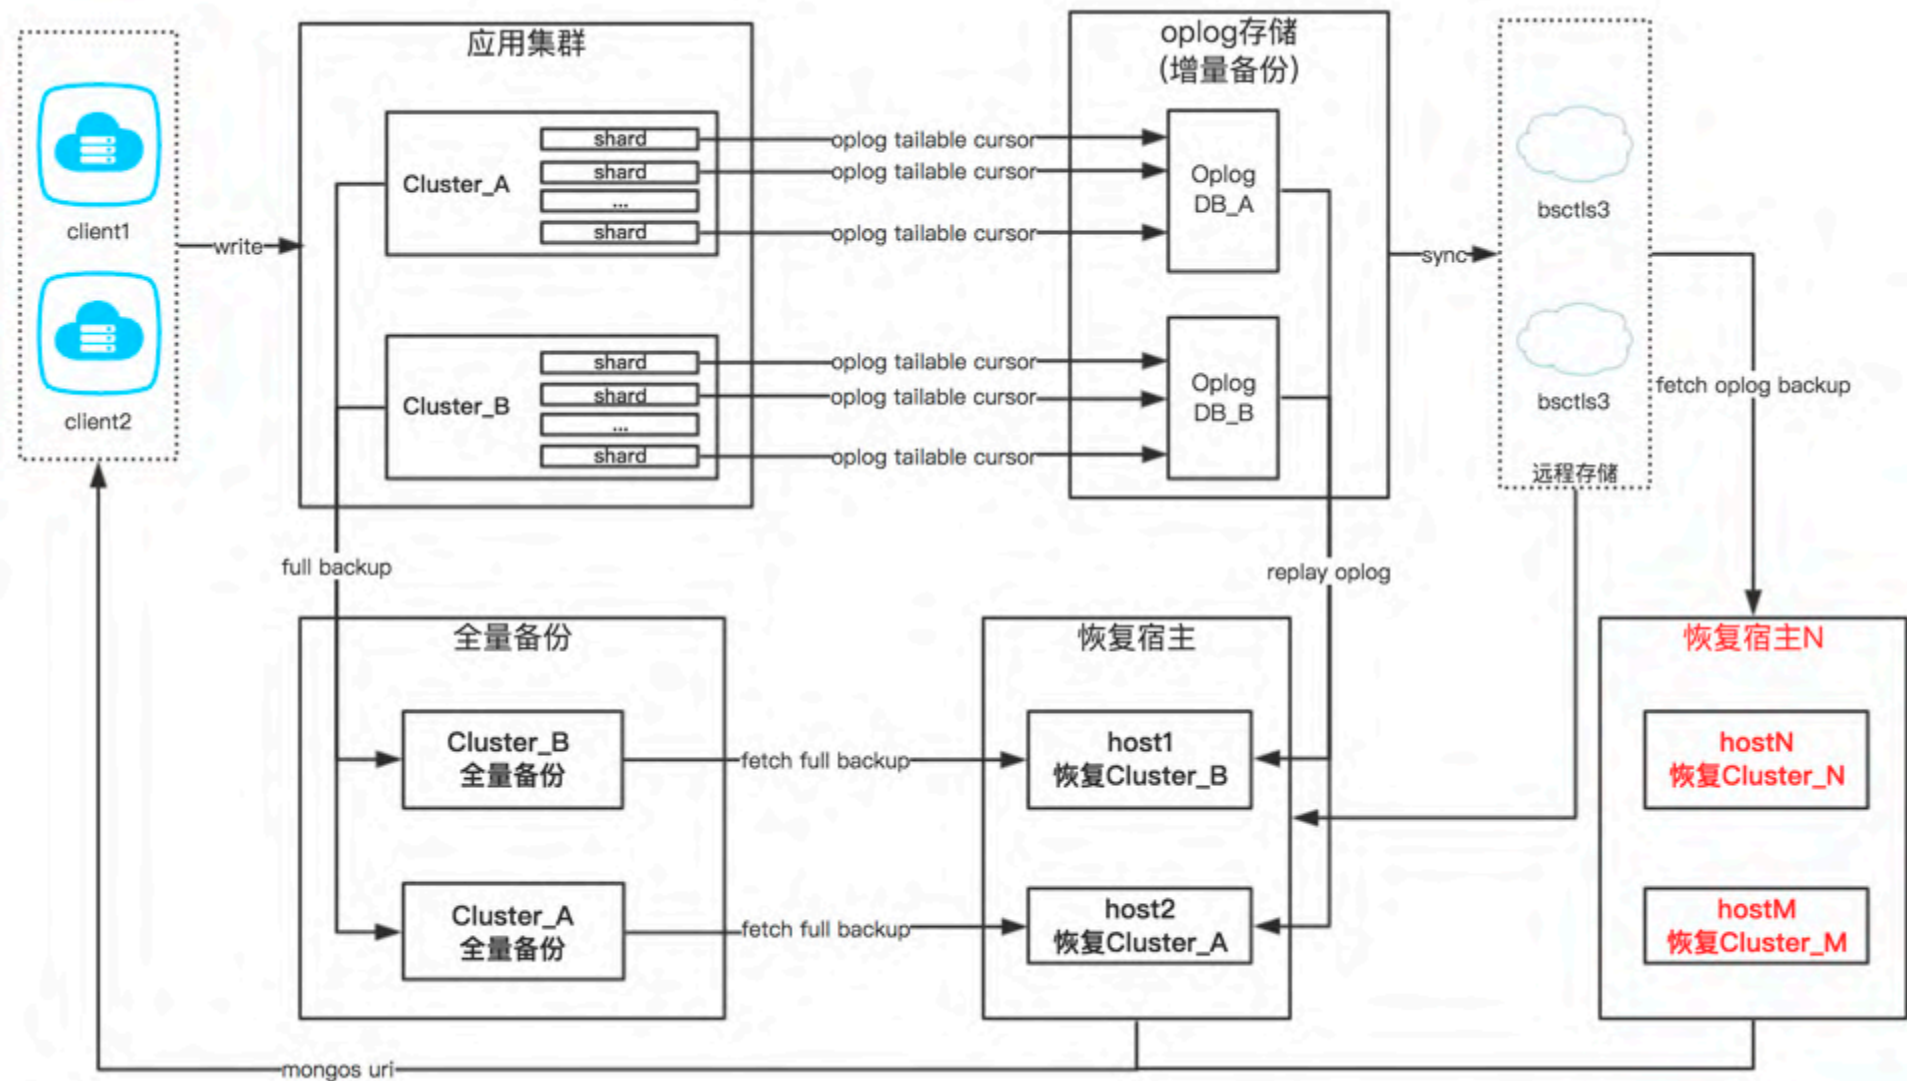 client1
client2
write
应用集群
Cluster_A
shard
shard
...
shard
Cluster_B
shard
shard
...
shard
oplog tailable cursor
oplog tailable cursor
oplog tailable cursor
oplog tailable cursor
oplog tailable cursor
oplog tailable cursor
oplog存储
(增量备份)
Oplog
DB_A
Oplog
DB_B
sync
bsctls3
bsctls3
远程存储
fetch oplog backup
full backup
replay oplog
全量备份
Cluster_B
全量备份
Cluster_A
全量备份
fetch full backup
fetch full backup
恢复宿主
host1
恢复Cluster_B
host2
恢复Cluster_A
恢复宿主N
hostN
恢复Cluster_N
hostM
恢复Cluster_M
mongos uri